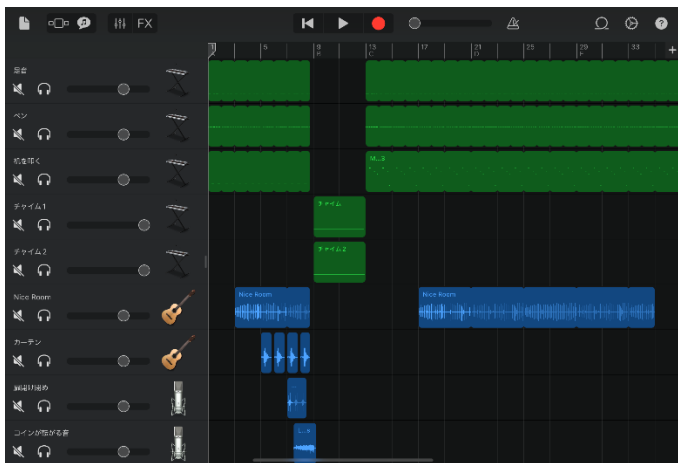 FX
1 5 9 13 17 21 25 29 33 +
A B C D E
足音
ペン
机を叩く
M...3
チャイム1
チャイム
チャイム2
チャイム2
Nice Room
Nice Room
Nice Room
カーテン
扉開け閉め
コインが転がる音